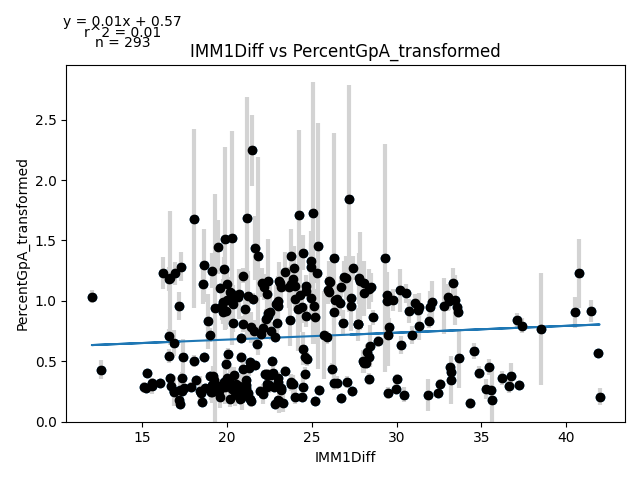 y = 0.01x + 0.57
r^2 = 0.01
n = 293
IMM1Diff vs PercentGpA_transformed
PercentGpA_transformed
2.5
2.0
1.5
1.0
0.5
0.0
15 20 25 30 35 40
IMM1Diff